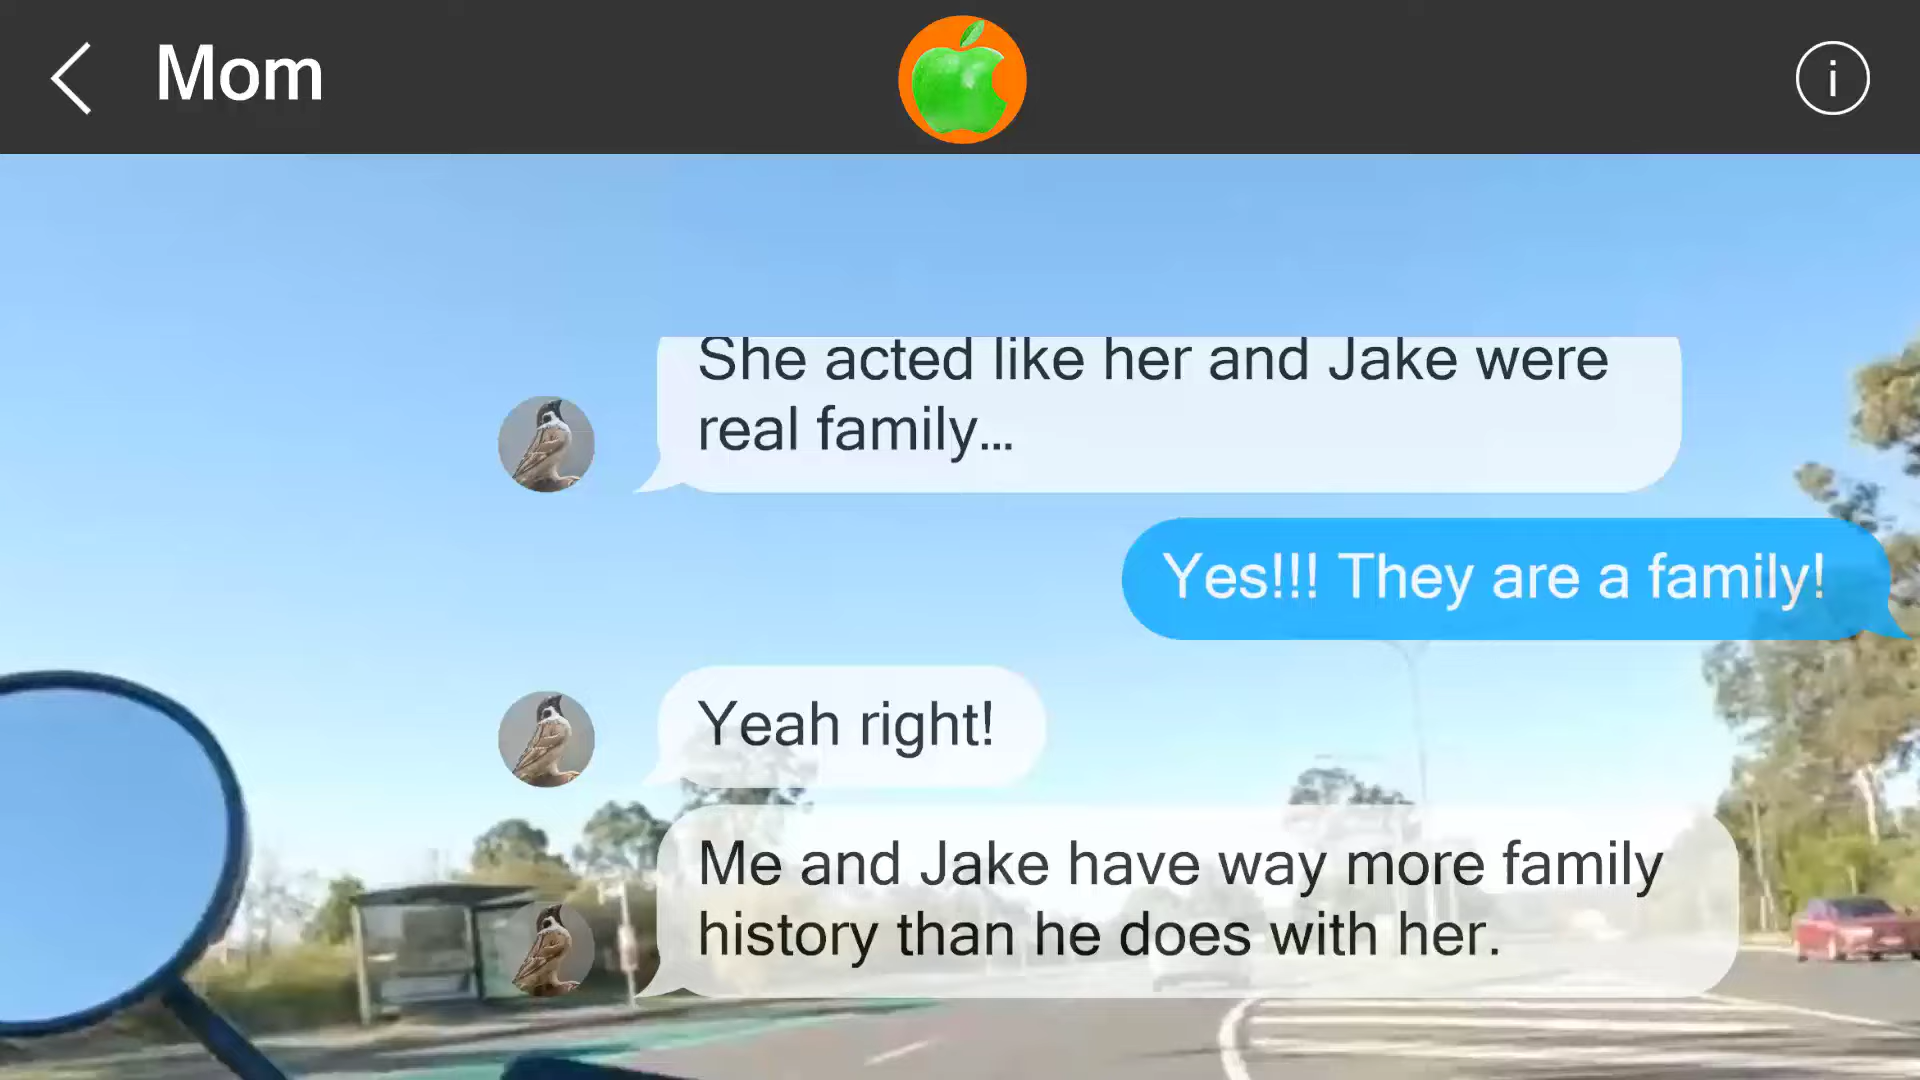 Mom
i
She acted like her and Jake were
real family...
Yes!!! They are a family!
Yeah right!
Me and Jake have way more family
history than he does with her.